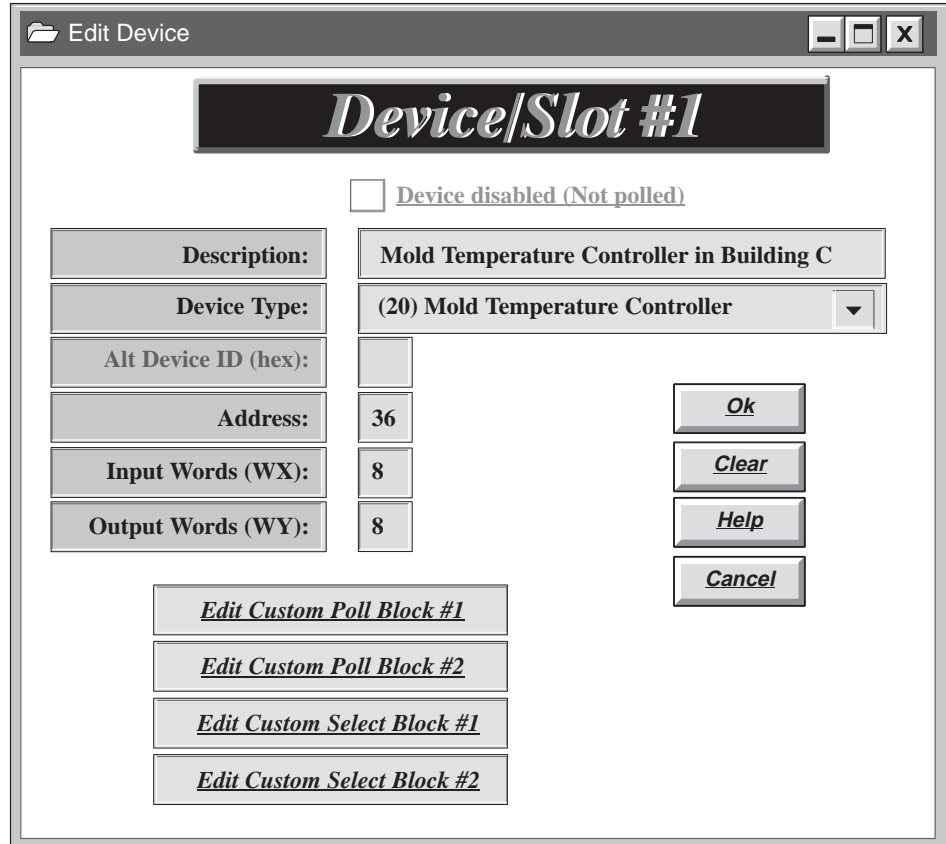 Edit Device
Device/Slot #1
Device disabled (Not polled)
Description: Mold Temperature Controller in Building C
Device Type: (20) Mold Temperature Controller
Alt Device ID (hex):
Address: 36
Input Words (WX): 8
Output Words (WY): 8
Ok
Clear
Help
Cancel
Edit Custom Poll Block #1
Edit Custom Poll Block #2
Edit Custom Select Block #1
Edit Custom Select Block #2